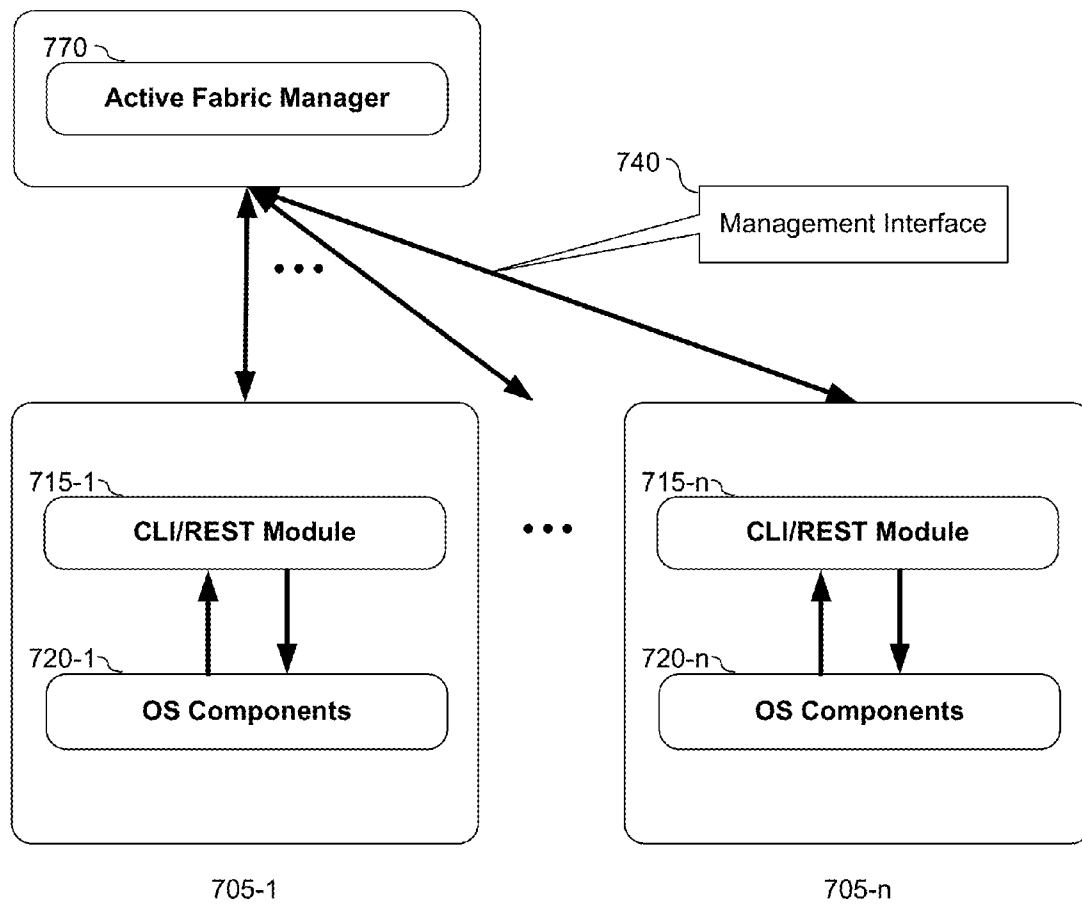 770
Active Fabric Manager
740
Management Interface
715-1
CLI/REST Module
720-1
OS Components
715-n
CLI/REST Module
720-n
OS Components
705-1
705-n